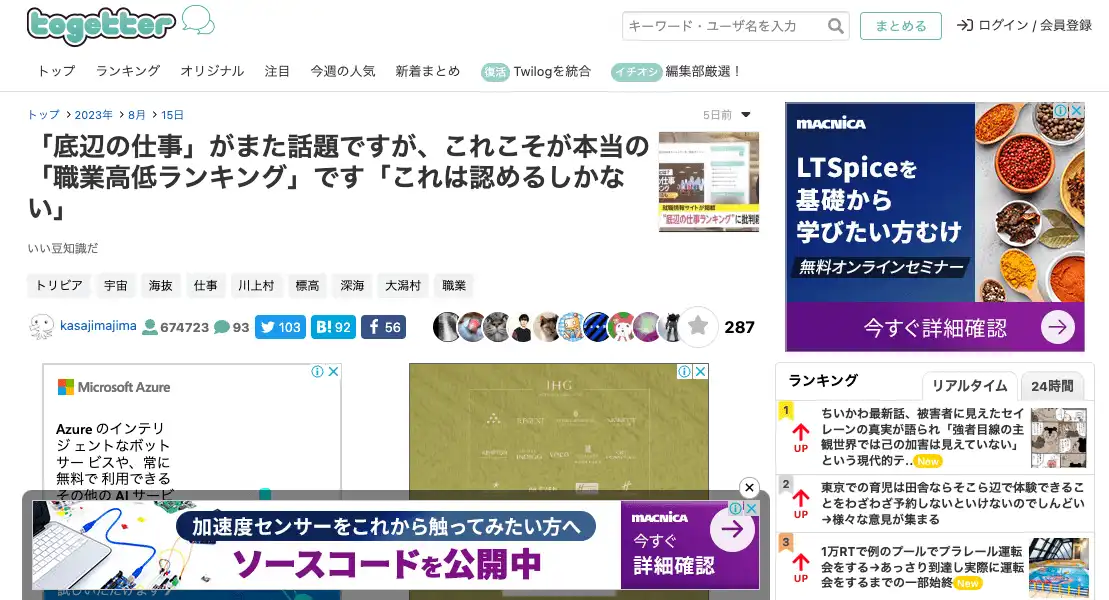 togetter
キーワード・ユーザ名を入力
まとめる
ログイン / 会員登録
トップ ランキング オリジナル 注目 今週の人気 新着まとめ 復活 Twilogを統合 イチオシ 編集部厳選！
トップ 2023年 8月 15日
5日前
「底辺の仕事」がまた話題ですが、これこそが本当の
「職業高低ランキング」です「これは認めるしかな
い」
就職情報サイトが掲載
"底辺の仕事ランキング"に批判
いい豆知識だ
トリビア 宇宙 海抜 仕事 川上村 標高 深海 大潟村 職業
kasajimajima 674723 93 103 B! 92 f 56 287
Microsoft Azure
Azure のインテリ
ジェントなボット
サービスや、常に
無料で 利用できる
その他の AI サービ
IHG
加速度センサーをこれから触ってみたい方へ
ソースコードを公開中
MACNICA
今すぐ
詳細確認
MACNICA
LTSpiceを
基礎から
学びたい方むけ
無料オンラインセミナー
今すぐ詳細確認
ランキング リアルタイム 24時間
1
UP
ちいかわ最新話、被害者に見えたセイ
レーンの真実が語られ「強者目線の主
観世界では己の加害は見えていない」
という現代的テ.. New
2
UP
東京での育児は田舎ならそこら辺で体験できるこ
とをわざわざ予約しないといけないのでしんどい
→様々な意見が集まる
3
UP
1万RTで例のプールでプラレール運転
会をする→あっさり到達し実際に運転
会をするまでの一部始終 New